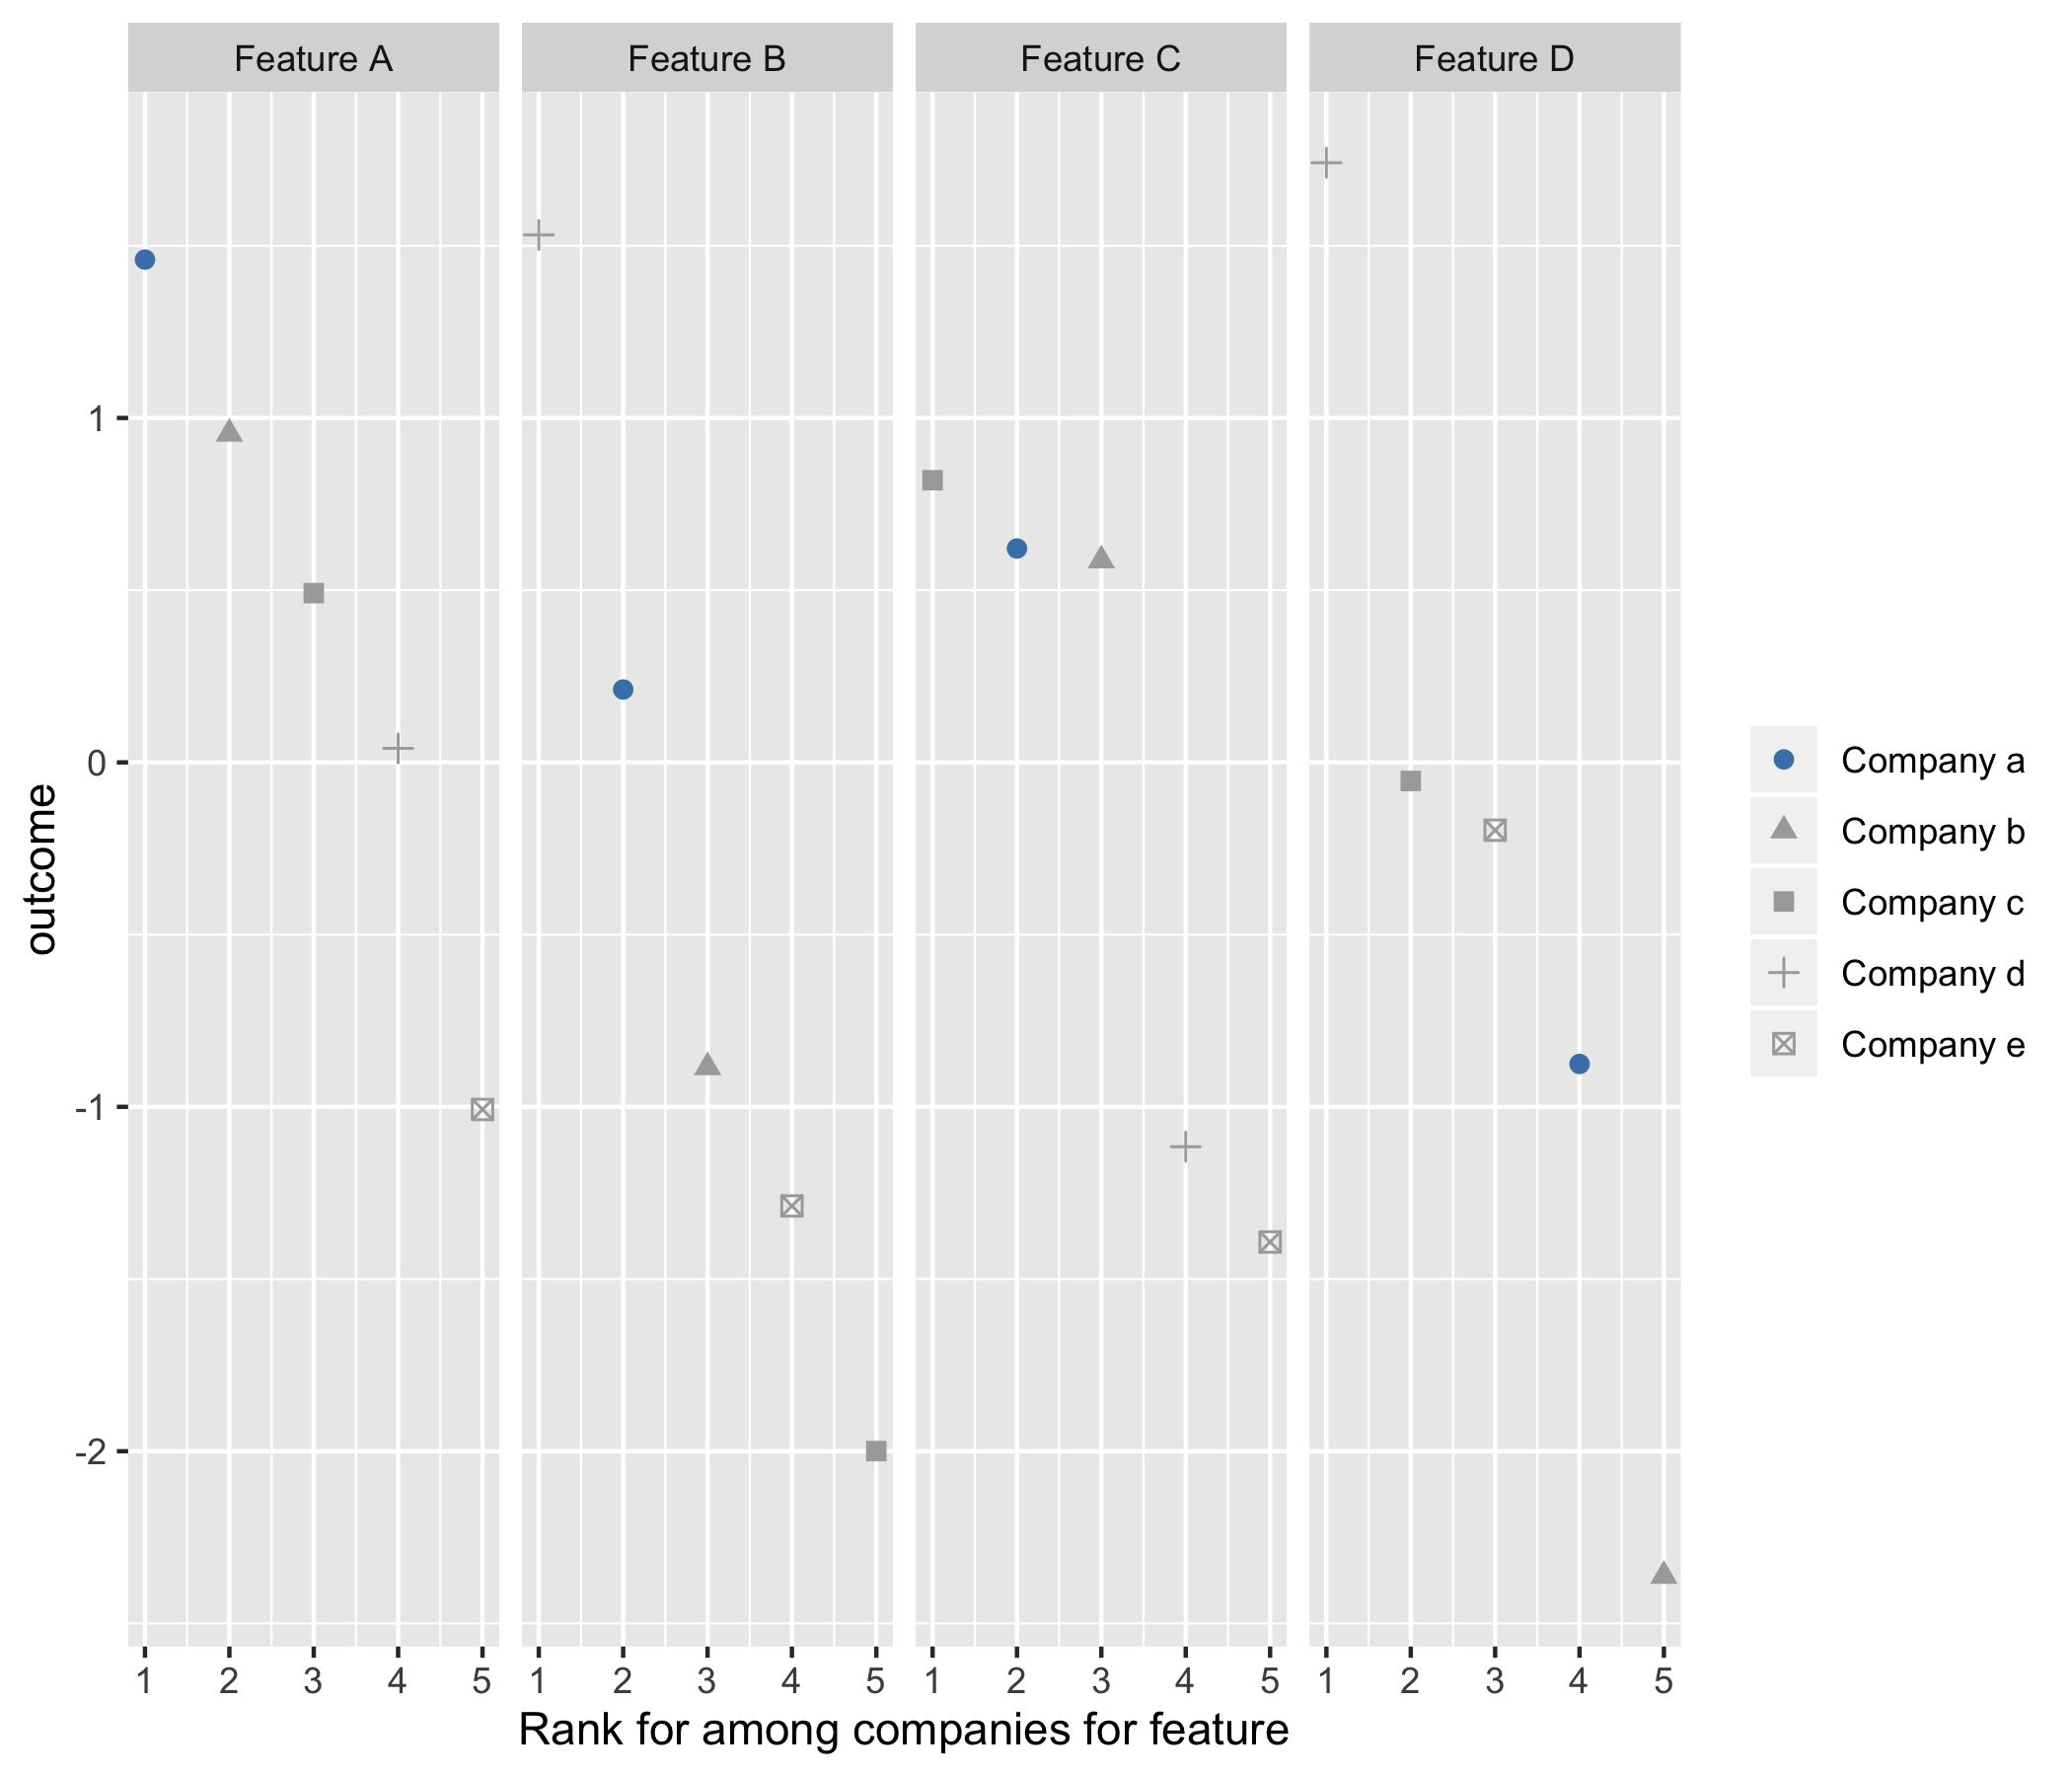 Feature A Feature B Feature C Feature D
1
0
-1
-2
outcome
1 2 3 4 5 1 2 3 4 5 1 2 3 4 5 1 2 3 4 5
Rank for among companies for feature
Company a
Company b
Company c
Company d
Company e